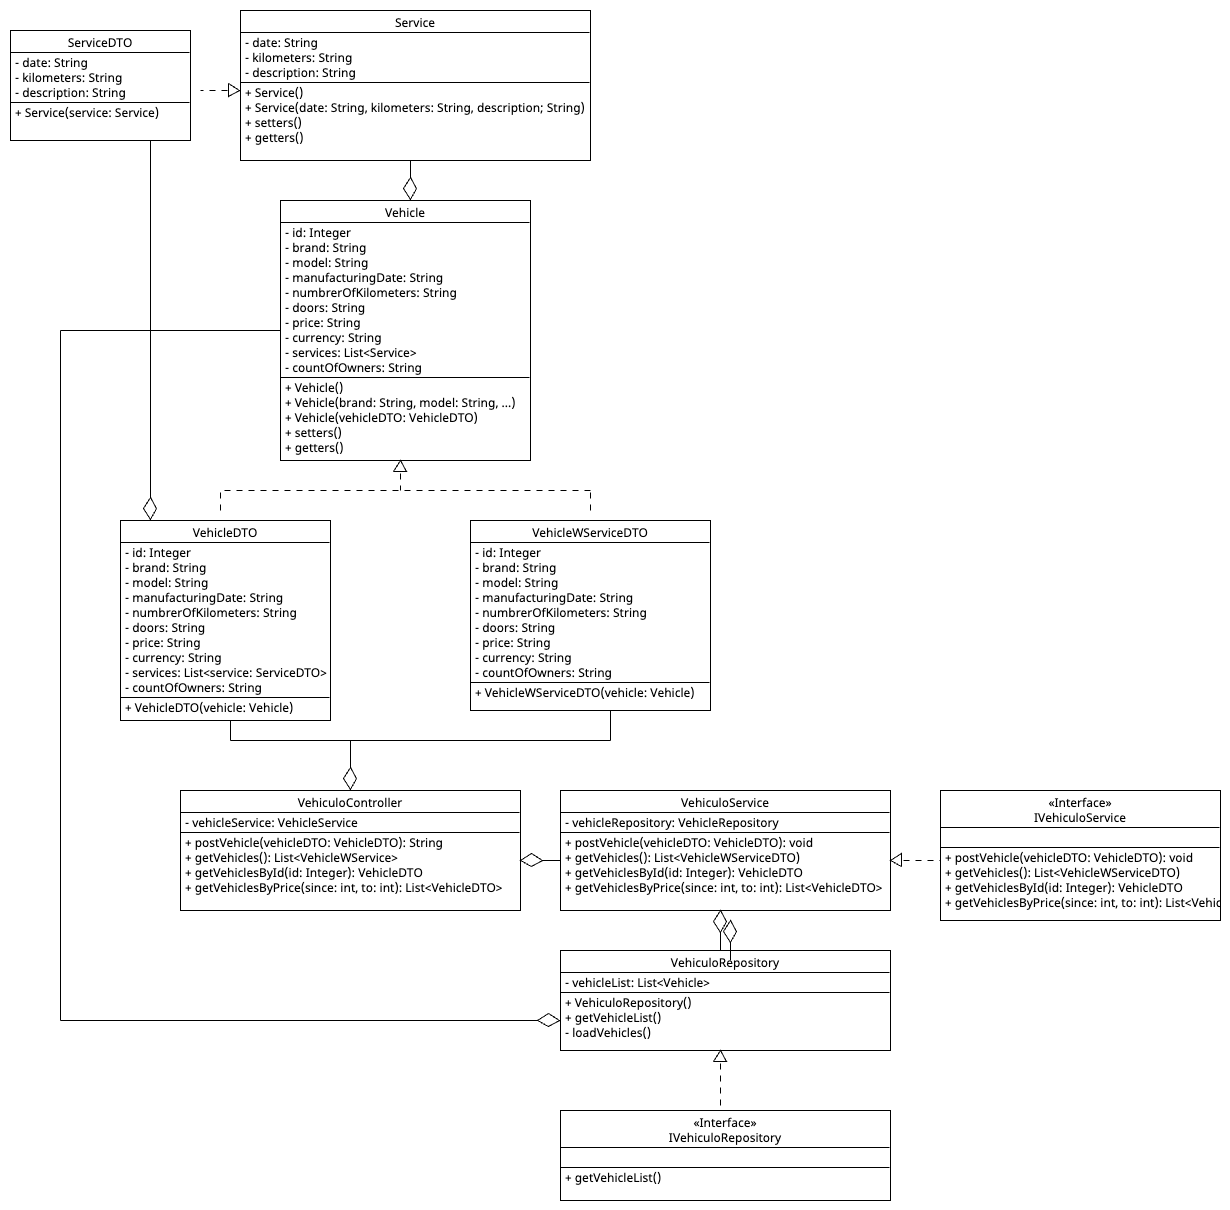 Service
- date: String
- kilometers: String
- description: String
+ Service()
+ Service(date: String, kilometers: String, description; String)
+ setters()
+ getters()
ServiceDTO
- date: String
- kilometers: String
- description: String
+ Service(service: Service)
Vehicle
- id: Integer
- brand: String
- model: String
- manufacturingDate: String
- numbrerOfKilometers: String
- doors: String
- price: String
- currency: String
- services: List<Service>
- countOfOwners: String
+ Vehicle()
+ Vehicle(brand: String, model: String, ...)
+ Vehicle(vehicleDTO: VehicleDTO)
+ setters()
+ getters()
VehicleDTO
- id: Integer
- brand: String
- model: String
- manufacturingDate: String
- numbrerOfKilometers: String
- doors: String
- price: String
- currency: String
- services: List<service: ServiceDTO>
- countOfOwners: String
+ VehicleDTO(vehicle: Vehicle)
VehicleWServiceDTO
- id: Integer
- brand: String
- model: String
- manufacturingDate: String
- numbrerOfKilometers: String
- doors: String
- price: String
- currency: String
- countOfOwners: String
+ VehicleWServiceDTO(vehicle: Vehicle)
VehiculoController
- vehicleService: VehicleService
+ postVehicle(vehicleDTO: VehicleDTO): String
+ getVehicles(): List<VehicleWService>
+ getVehiclesById(id: Integer): VehicleDTO
+ getVehiclesByPrice(since: int, to: int): List<VehicleDTO>
VehiculoService
- vehicleRepository: VehicleRepository
+ postVehicle(vehicleDTO: VehicleDTO): void
+ getVehicles(): List<VehicleWServiceDTO)
+ getVehiclesById(id: Integer): VehicleDTO
+ getVehiclesByPrice(since: int, to: int): List<VehicleDTO>
«Interface»
IVehiculoService
+ postVehicle(vehicleDTO: VehicleDTO): void
+ getVehicles(): List<VehicleWServiceDTO)
+ getVehiclesById(id: Integer): VehicleDTO
+ getVehiclesByPrice(since: int, to: int): List<Vehic
VehiculoRepository
- vehicleList: List<Vehicle>
+ VehiculoRepository()
+ getVehicleList()
- loadVehicles()
«Interface»
IVehiculoRepository
+ getVehicleList()